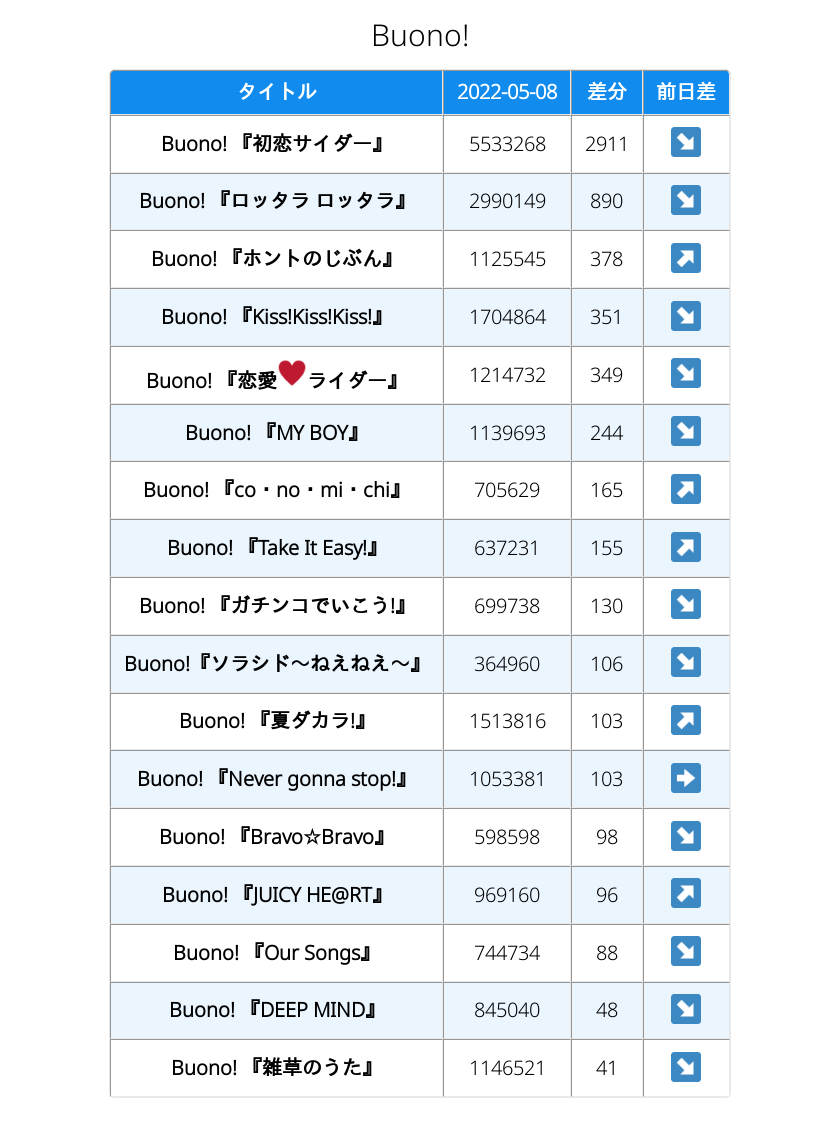 Buono!
タイトル 2022-05-08 差分 前日差
Buono! 『初恋サイダー』 5533268 2911 ↘
Buono! 『ロッタラ ロッタラ』 2990149 890 ↘
Buono! 『ホントのじぶん』 1125545 378 ↗
Buono! 『Kiss!Kiss!Kiss!』 1704864 351 ↘
Buono! 『恋愛♥ライダー』 1214732 349 ↘
Buono! 『MY BOY』 1139693 244 ↘
Buono! 『co・no・mi・chi』 705629 165 ↗
Buono! 『Take It Easy!』 637231 155 ↗
Buono! 『ガチンコでいこう!』 699738 130 ↘
Buono!『ソラシド〜ねえねえ〜』 364960 106 ↘
Buono! 『夏ダカラ!』 1513816 103 ↗
Buono! 『Never gonna stop!』 1053381 103 ➡
Buono! 『Bravo☆Bravo』 598598 98 ↘
Buono! 『JUICY HE@RT』 969160 96 ↗
Buono! 『Our Songs』 744734 88 ↘
Buono! 『DEEP MIND』 845040 48 ↘
Buono! 『雑草のうた』 1146521 41 ↘